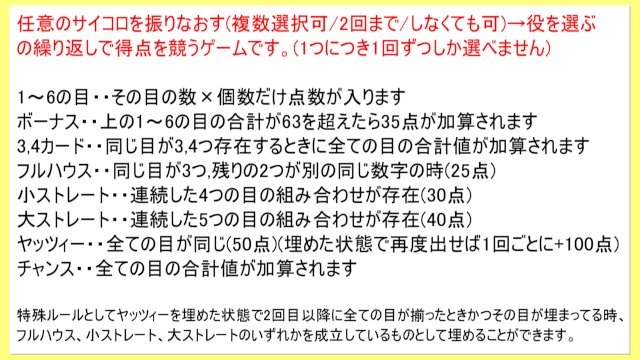 任意のサイコロを振りなおす(複数選択可/2回まで/しなくても可)→役を選ぶ
の繰り返しで得点を競うゲームです。(1つにつき1回ずつしか選べません)
1～6の目・・その目の数×個数だけ点数が入ります
ボーナス・・上の1～6の目の合計が63を超えたら35点が加算されます
3,4カード・・同じ目が3,4つ存在するときに全ての目の合計値が加算されます
フルハウス・・同じ目が3つ,残りの2つが別の同じ数字の時(25点)
小ストレート・・連続した4つの目の組み合わせが存在(30点)
大ストレート・・連続した5つの目の組み合わせが存在(40点)
ヤッツィー・・全ての目が同じ(50点)(埋めた状態で再度出せば1回ごとに+100点)
チャンス・・全ての目の合計値が加算されます
特殊ルールとしてヤッツィーを埋めた状態で2回目以降に全ての目が揃ったときかつその目が埋まってる時、
フルハウス、小ストレート、大ストレートのいずれかを成立しているものとして埋めることができます。